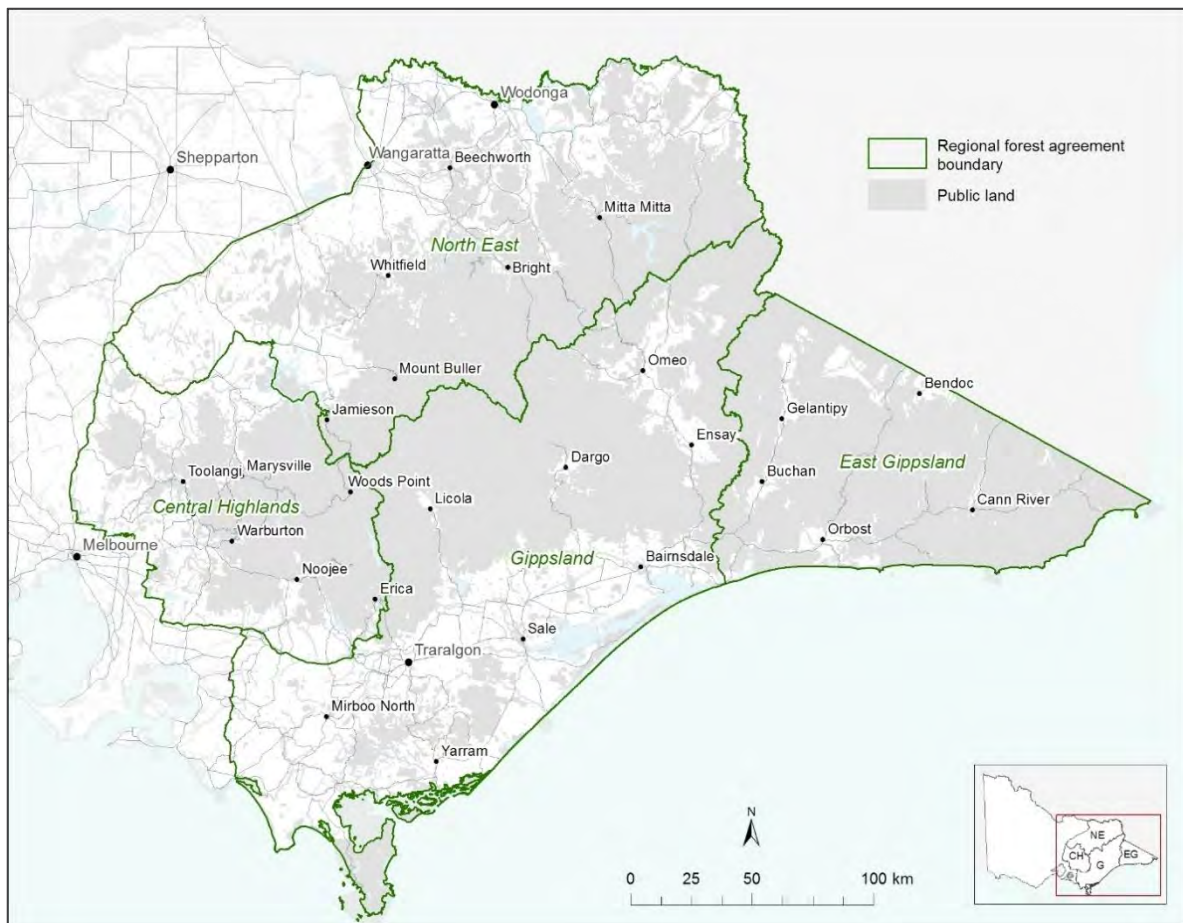 Wodonga
Shepparton
Wangaratta
Beechworth
Regional forest agreement
boundary
Public land
Mitta Mitta
North East
Whitfield
Bright
Omeo
Mount Buller
Bendoc
Jamieson
Gelantipy
Ensay
Marysville
Toolangi
Dargo
East Gippsland
Buchan
Woods Point
Licola
Central Highlands
Cann River
Warburton
Orbost
Melbourne
Gippsland
Bairnsdale
Noojee
Erica
Sale
Traralgon
Mirboo North
Yarram
N
NE
CH
G
EG
0 25 50 100 km